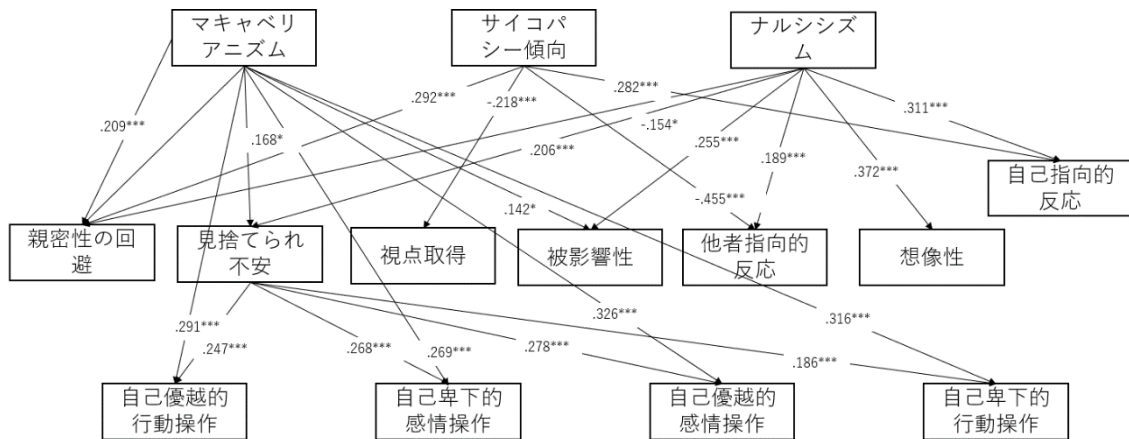 マキャベリ
アニズム
サイコパ
シー傾向
ナルシシズ
ム
.209***
.168*
.292***
-.218***
.206***
-.154*
.282***
.255***
.189***
.311***
.372***
.142*
-.455***
自己指向的
反応
親密性の回
避
見捨てられ
不安
視点取得
被影響性
他者指向的
反応
想像性
.291***
.247***
.268***
.269***
.278***
.326***
.186***
.316***
自己優越的
行動操作
自己卑下的
感情操作
自己優越的
感情操作
自己卑下的
行動操作